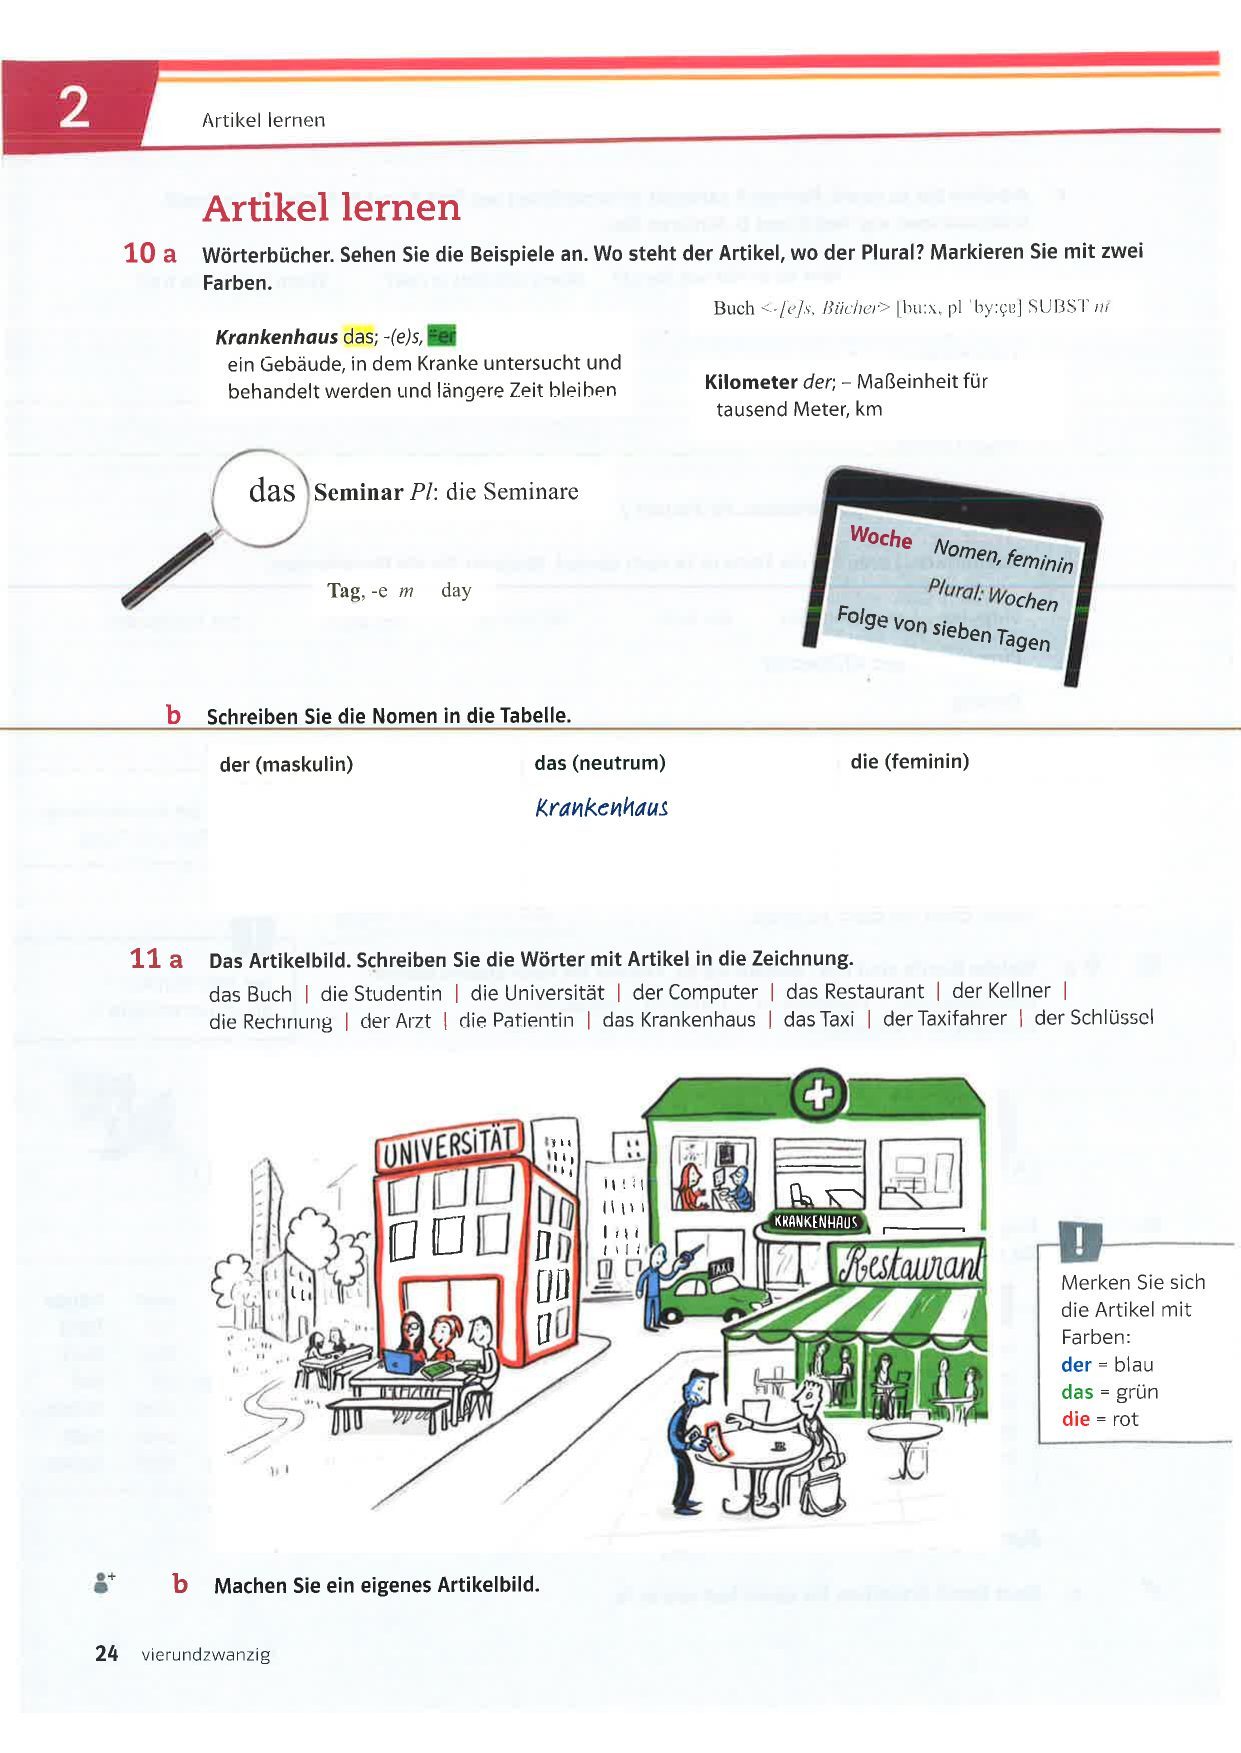 2
Artikel lernen
Artikel lernen
10 a Wörterbücher. Sehen Sie die Beispiele an. Wo steht der Artikel, wo der Plural? Markieren Sie mit zwei
Farben.
Krankenhaus das; -(e)s, ⸚er
ein Gebäude, in dem Kranke untersucht und
behandelt werden und längere Zeit bleiben
Buch <-[e]s, Bücher> [bu:x, pl ˈby:çɐ] SUBST nt
Kilometer der; – Maßeinheit für
tausend Meter, km
das Seminar Pl: die Seminare
Tag, -e m day
Woche Nomen, feminin
Plural: Wochen
Folge von sieben Tagen
b Schreiben Sie die Nomen in die Tabelle.
der (maskulin) das (neutrum) die (feminin)
Krankenhaus
11 a Das Artikelbild. Schreiben Sie die Wörter mit Artikel in die Zeichnung.
das Buch | die Studentin | die Universität | der Computer | das Restaurant | der Kellner |
die Rechnung | der Arzt | die Patientin | das Krankenhaus | das Taxi | der Taxifahrer | der Schlüssel
UNIVERSITÄT
KRANKENHAUS
TAXI
Restaurant
!
Merken Sie sich
die Artikel mit
Farben:
der = blau
das = grün
die = rot
b Machen Sie ein eigenes Artikelbild.
24 vierundzwanzig